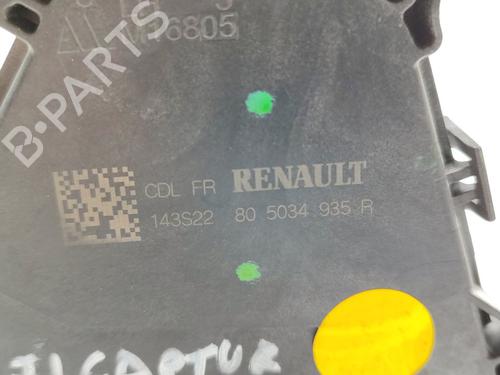 6805
B-PARTS
CDL FR RENAULT
143S22 80 5034 935 R
CAPTUR